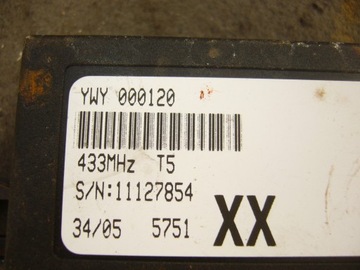 YWY 000120
433MHz T5
S/N:11127854
34/05 5751 XX